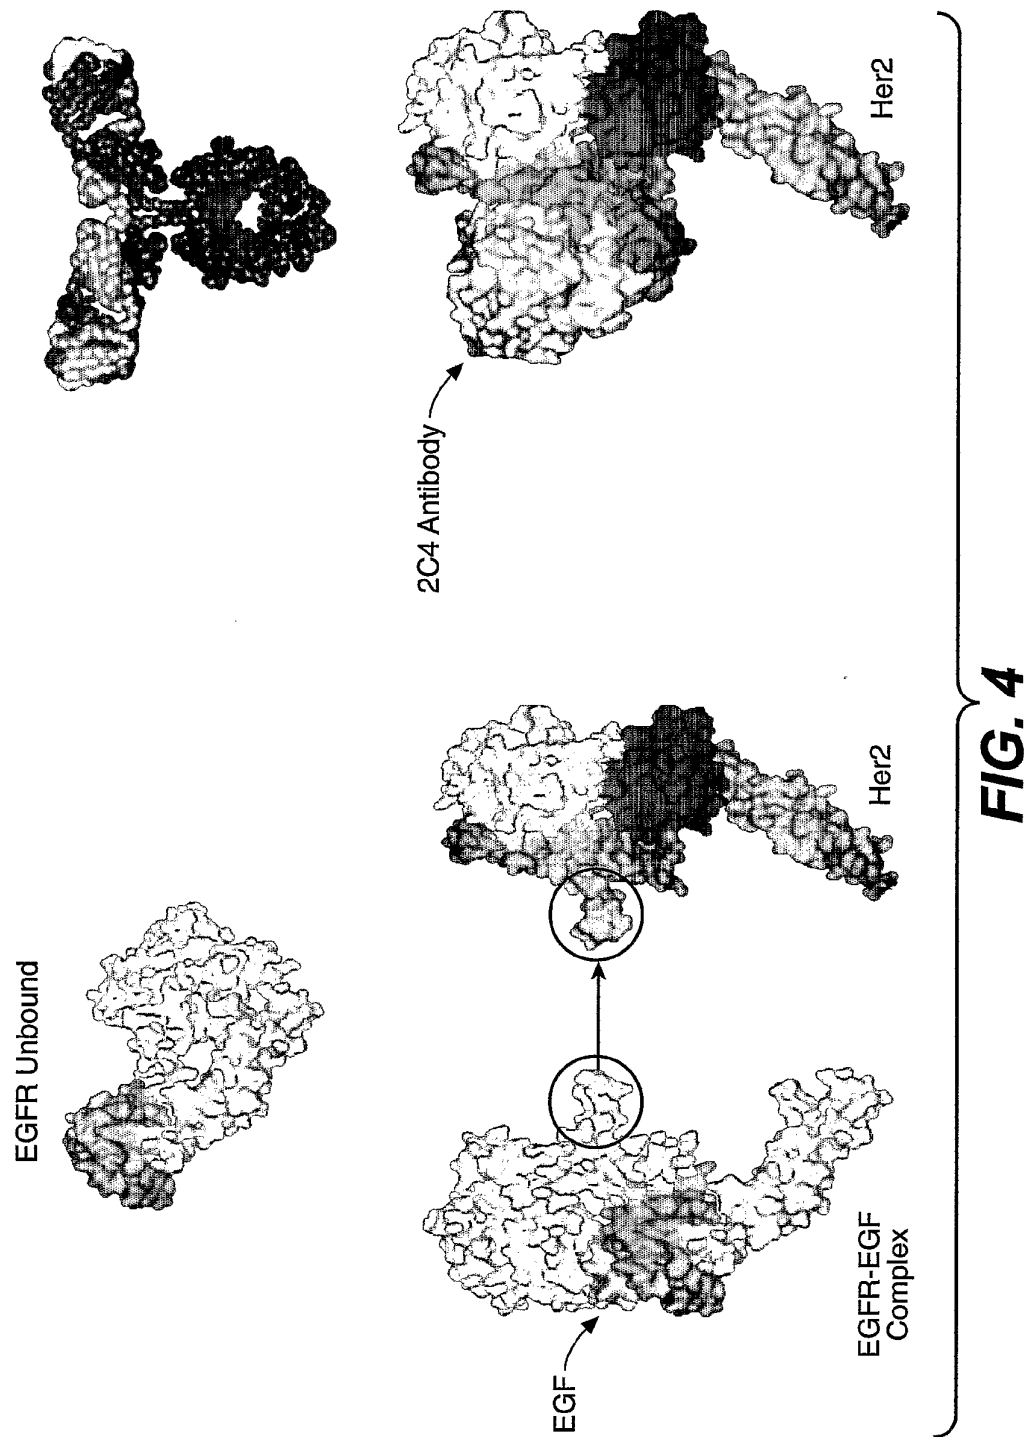 EGFR Unbound
EGF
EGFR-EGF
Complex
Her2
2C4 Antibody
Her2
FIG. 4